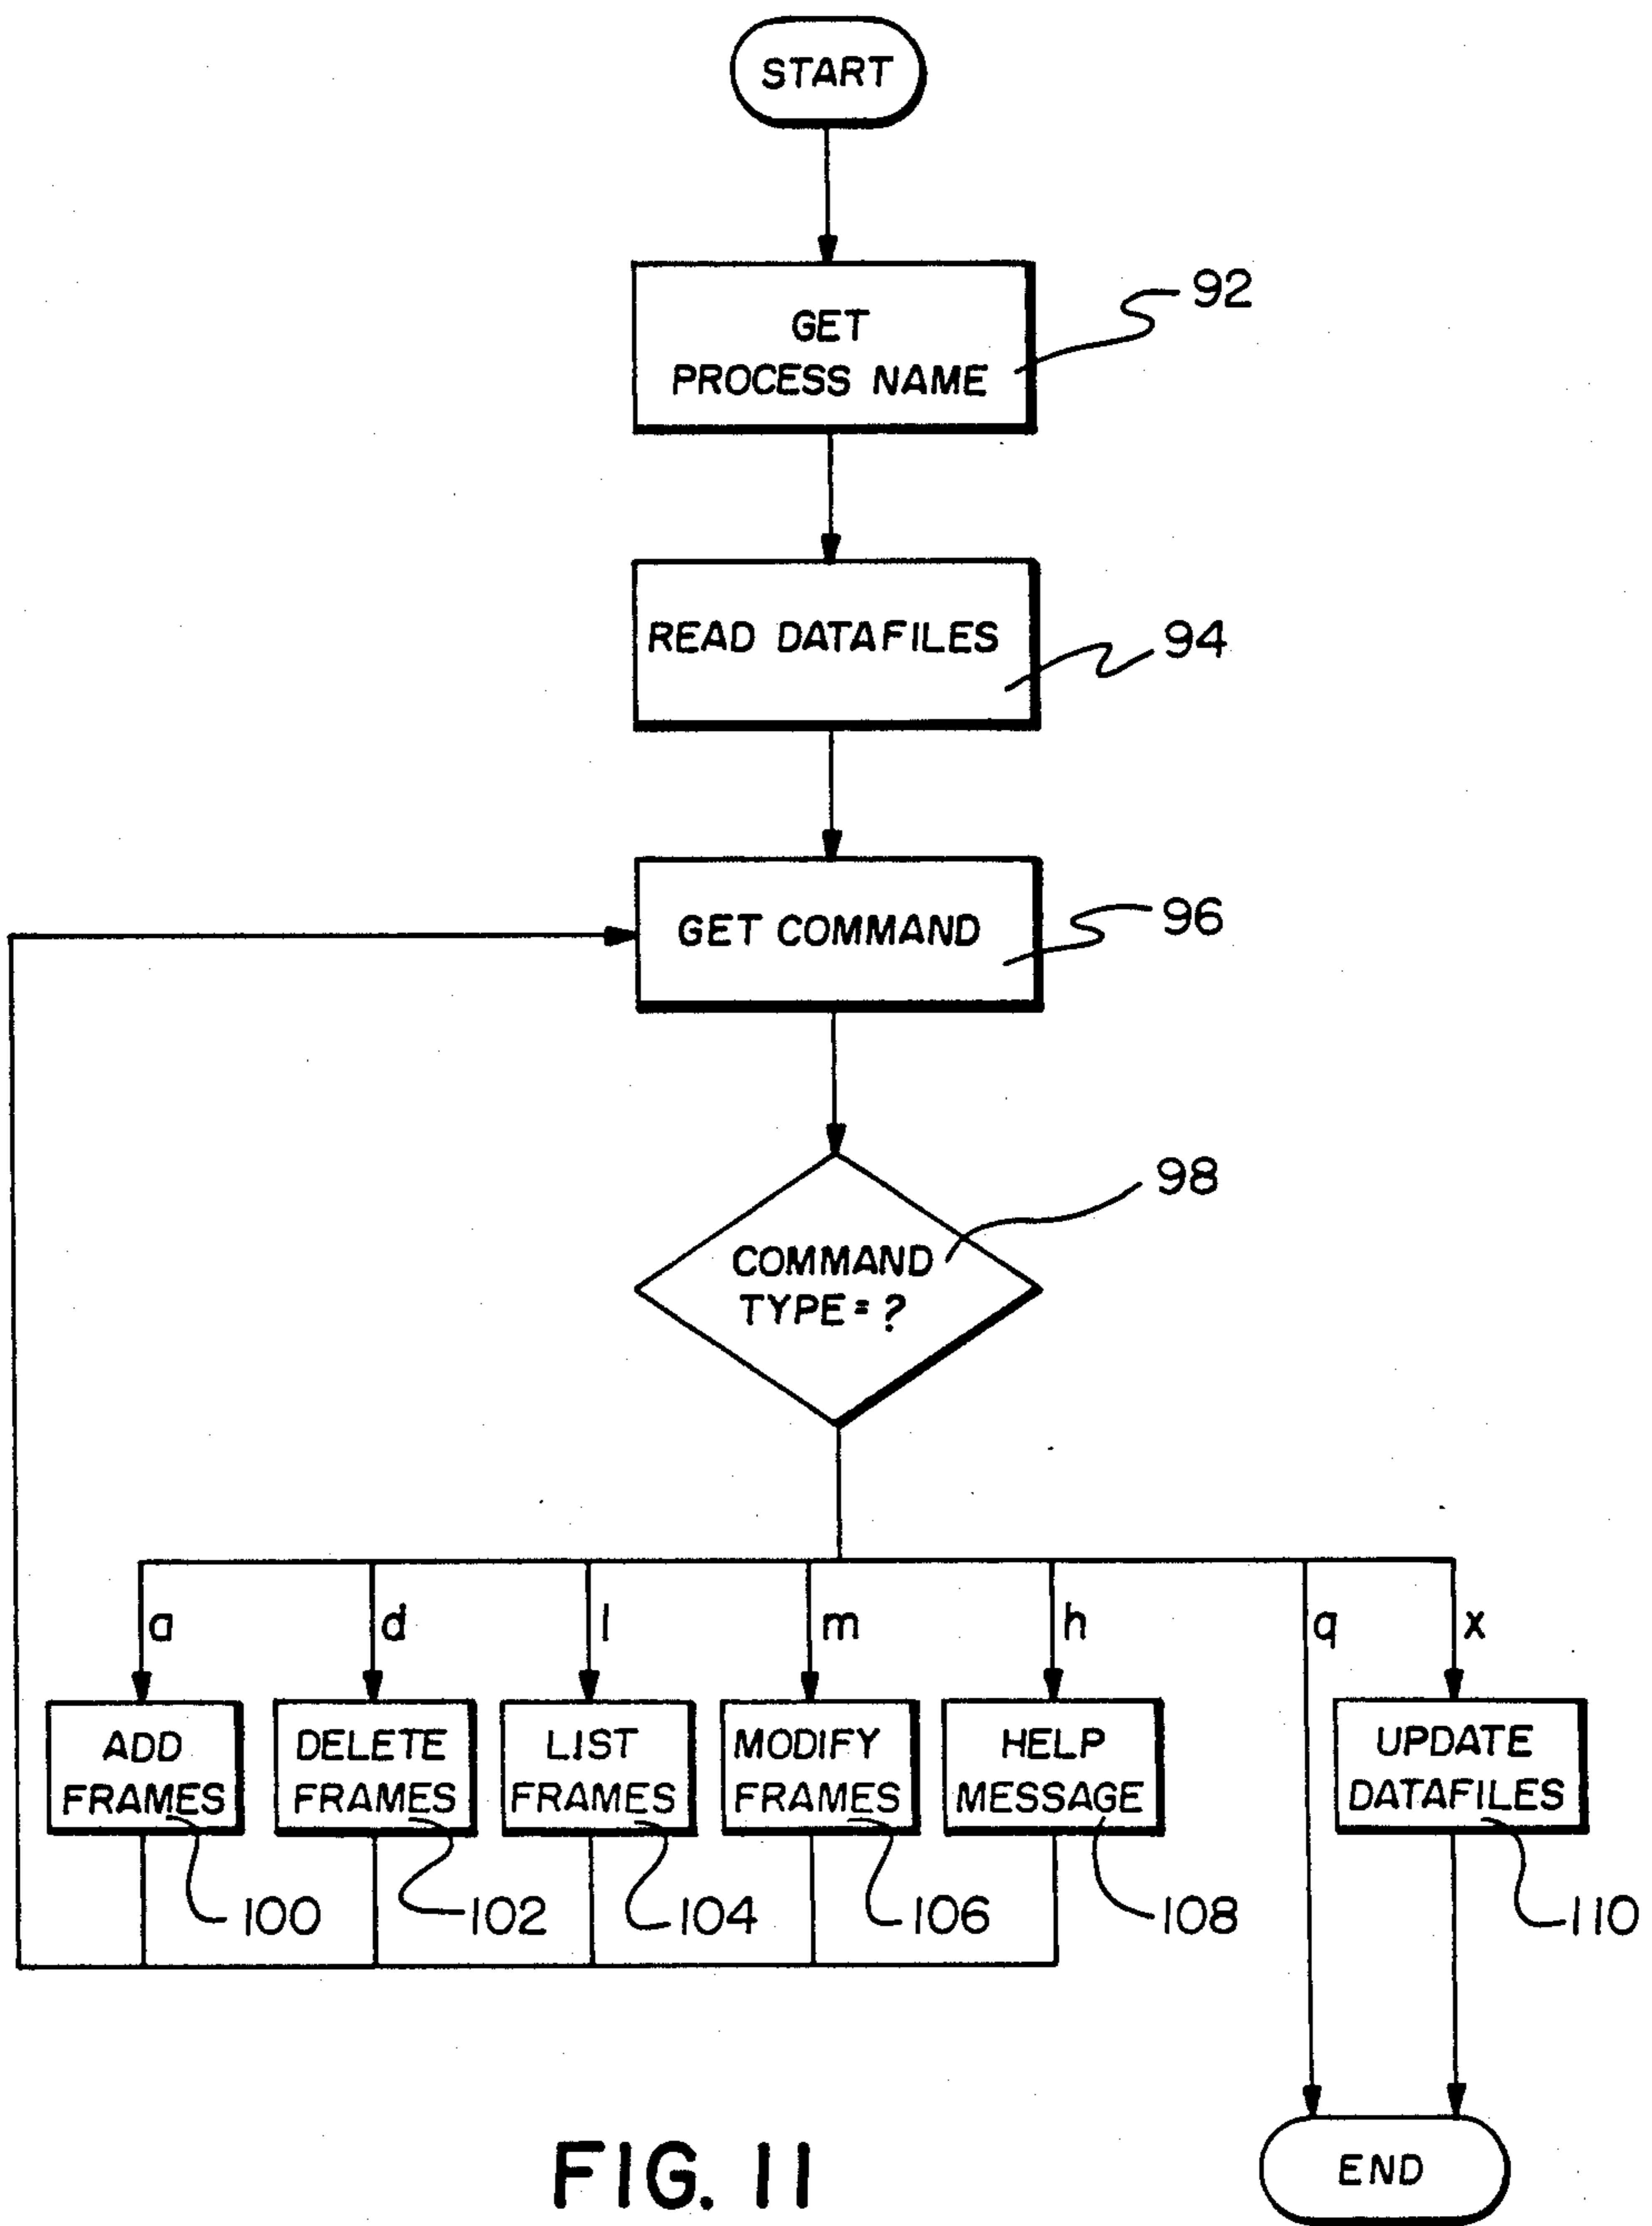 START
GET
PROCESS NAME
92
READ DATAFILES
94
GET COMMAND
96
98
COMMAND
TYPE = ?
a
d
l
m
h
q
x
ADD
FRAMES
DELETE
FRAMES
LIST
FRAMES
MODIFY
FRAMES
HELP
MESSAGE
UPDATE
DATAFILES
100
102
104
106
108
110
END
FIG. 11